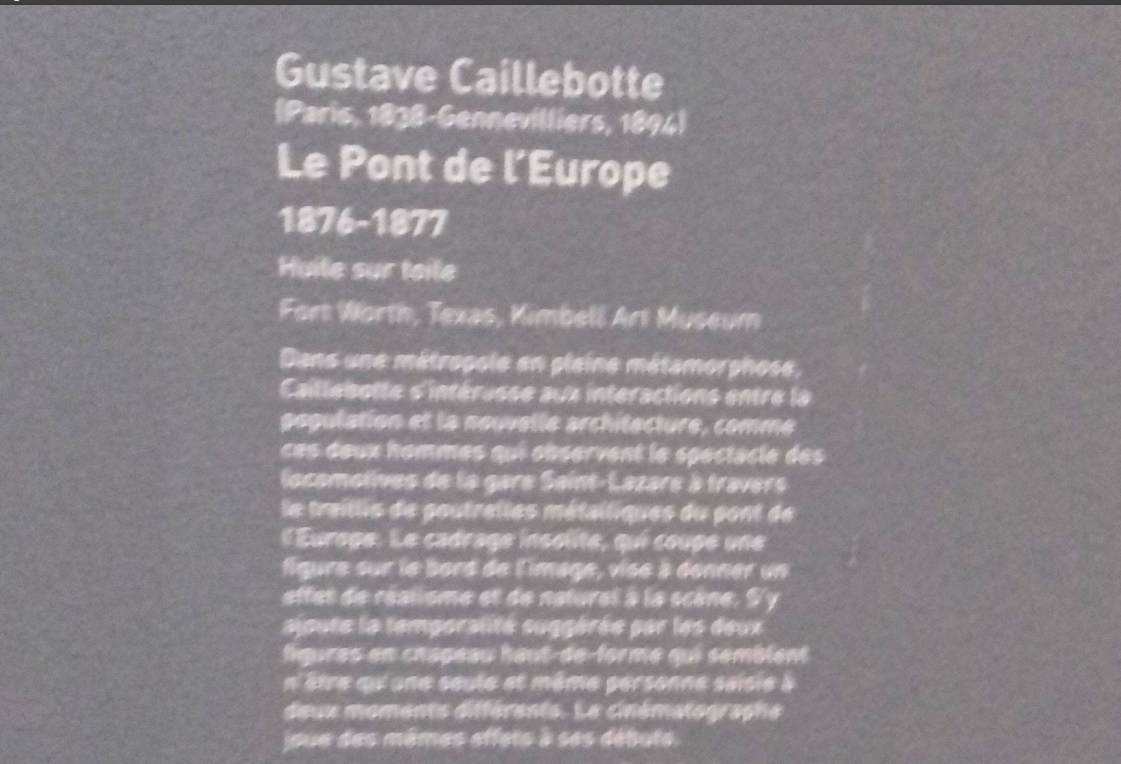 Gustave Caillebotte
(Paris, 1838-Gennevilliers, 1894)
Le Pont de l'Europe
1876-1877
Huile sur toile
Fort Worth, Texas, Kimbell Art Museum
Dans une métropole en pleine métamorphose,
Caillebotte s'intéresse aux interactions entre la
population et la nouvelle architecture, comme
ces deux hommes qui observent le spectacle des
locomotives de la gare Saint-Lazare à travers
le treillis de poutrelles métalliques du pont de
l'Europe. Le cadrage insolite, qui coupe une
figure sur le bord de l'image, vise à donner un
effet de réalisme et de naturel à la scène. S'y
ajoute la temporalité suggérée par les deux
figures en chapeau haut-de-forme qui semblent
n'être qu'une seule et même personne saisie à
deux moments différents. Le cinématographe
joue des mêmes effets à ses débuts.